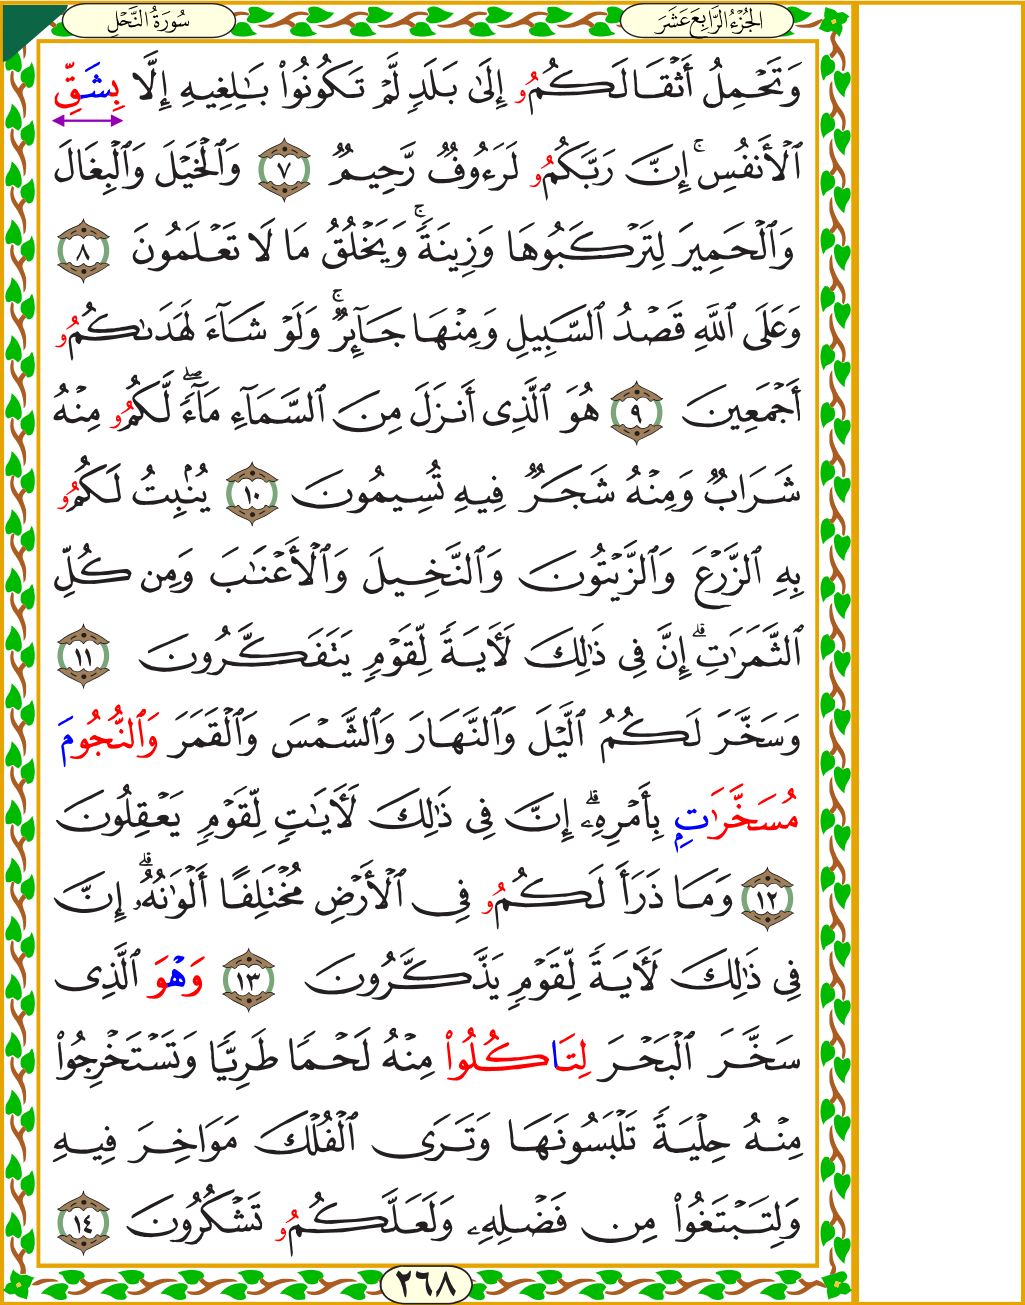 سُورَةُ النَّحْلِ
الجُزْءُ الرَّابِعَ عَشَرَ
وَتَحْمِلُ أَثْقَالَكُمُۥ إِلَىٰ بَلَدٍ لَّمْ تَكُونُواْ بَٰلِغِيهِ إِلَّا بِشَقِّ
ٱلْأَنفُسِ ۚ إِنَّ رَبَّكُمُۥ لَرَءُوفٌ رَّحِيمٌ ٧ وَٱلْخَيْلَ وَٱلْبِغَالَ
وَٱلْحَمِيرَ لِتَرْكَبُوهَا وَزِينَةً ۚ وَيَخْلُقُ مَا لَا تَعْلَمُونَ ٨
وَعَلَى ٱللَّهِ قَصْدُ ٱلسَّبِيلِ وَمِنْهَا جَآئِرٌ ۚ وَلَوْ شَآءَ لَهَدَىٰكُمُۥ
أَجْمَعِينَ ٩ هُوَ ٱلَّذِى أَنزَلَ مِنَ ٱلسَّمَآءِ مَآءً ۖ لَّكُمُۥ مِنْهُ
شَرَابٌ وَمِنْهُ شَجَرٌ فِيهِ تُسِيمُونَ ١٠ يُنۢبِتُ لَكُمُۥ
بِهِ ٱلزَّرْعَ وَٱلزَّيْتُونَ وَٱلنَّخِيلَ وَٱلْأَعْنَٰبَ وَمِن كُلِّ
ٱلثَّمَرَٰتِ ۗ إِنَّ فِى ذَٰلِكَ لَأَيَةً لِّقَوْمٍ يَتَفَكَّرُونَ ١١
وَسَخَّرَ لَكُمُ ٱلَّيْلَ وَٱلنَّهَارَ وَٱلشَّمْسَ وَٱلْقَمَرَ وَٱلنُّجُومَ
مُسَخَّرَٰتٍۭ بِأَمْرِهِۦٓ ۗ إِنَّ فِى ذَٰلِكَ لَأَيَٰتٍ لِّقَوْمٍ يَعْقِلُونَ
١٢ وَمَا ذَرَأَ لَكُمُۥ فِى ٱلْأَرْضِ مُخْتَلِفًا أَلْوَٰنُهُۥٓ ۗ إِنَّ
فِى ذَٰلِكَ لَأَيَةً لِّقَوْمٍ يَذَّكَّرُونَ ١٣ وَهْوَ ٱلَّذِى
سَخَّرَ ٱلْبَحْرَ لِتَاكُلُواْ مِنْهُ لَحْمًا طَرِيًّا وَتَسْتَخْرِجُواْ
مِنْهُ حِلْيَةً تَلْبَسُونَهَا وَتَرَى ٱلْفُلْكَ مَوَاخِرَ فِيهِ
وَلِتَبْتَغُواْ مِن فَضْلِهِۦ وَلَعَلَّكُمُۥ تَشْكُرُونَ ١٤
٢٦٨